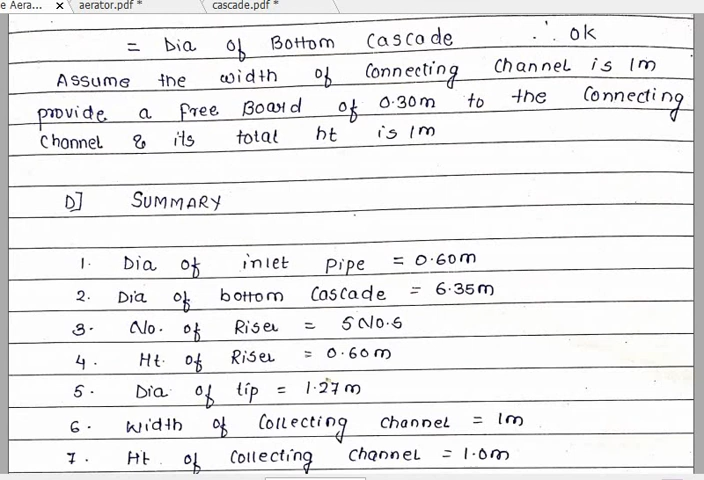 e Aera... x aerator.pdf * cascade.pdf *
= Dia of Bottom Cascade ∴ ok
Assume the width of Connecting Channel is 1m
provide a free Board of 0.30m to the Connecting
Channel & its total ht is 1m
D] SUMMARY
1. Dia of inlet pipe = 0.60m
2. Dia of bottom Cascade = 6.35m
3. No. of Riser = 5 No.s
4. Ht. of Riser = 0.60m
5. Dia of tip = 1.27m
6. Width of Collecting channel = 1m
7. Ht. of Collecting channel = 1.0m